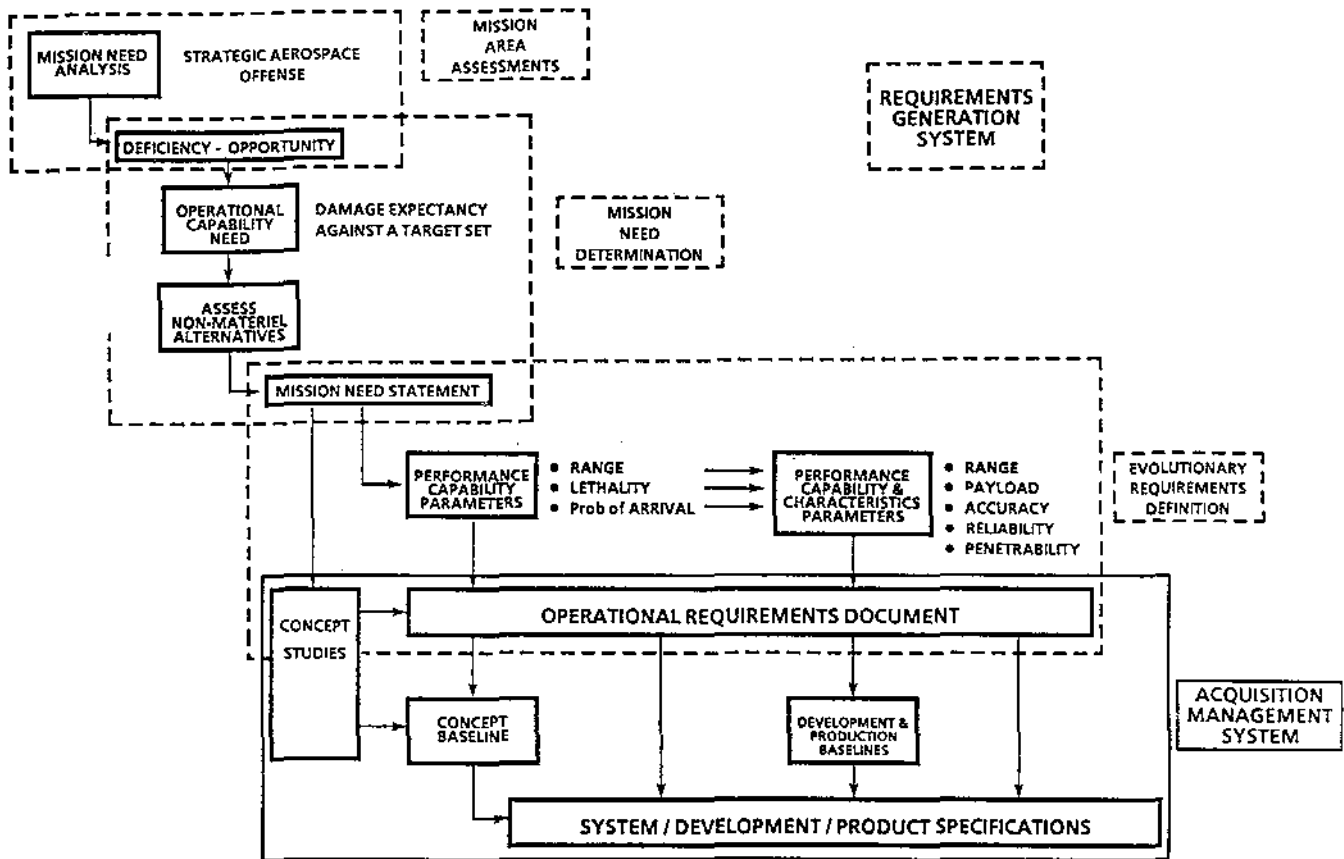 MISSION NEED
ANALYSIS
STRATEGIC AEROSPACE
OFFENSE
MISSION
AREA
ASSESSMENTS
REQUIREMENTS
GENERATION
SYSTEM
DEFICIENCY - OPPORTUNITY
OPERATIONAL
CAPABILITY
NEED
DAMAGE EXPECTANCY
AGAINST A TARGET SET
MISSION
NEED
DETERMINATION
ASSESS
NON-MATERIEL
ALTERNATIVES
MISSION NEED STATEMENT
PERFORMANCE
CAPABILITY
PARAMETERS
• RANGE
• LETHALITY
• Prob of ARRIVAL
PERFORMANCE
CAPABILITY &
CHARACTERISTICS
PARAMETERS
• RANGE
• PAYLOAD
• ACCURACY
• RELIABILITY
• PENETRABILITY
EVOLUTIONARY
REQUIREMENTS
DEFINITION
CONCEPT
STUDIES
OPERATIONAL REQUIREMENTS DOCUMENT
CONCEPT
BASELINE
DEVELOPMENT &
PRODUCTION
BASELINES
ACQUISITION
MANAGEMENT
SYSTEM
SYSTEM / DEVELOPMENT / PRODUCT SPECIFICATIONS